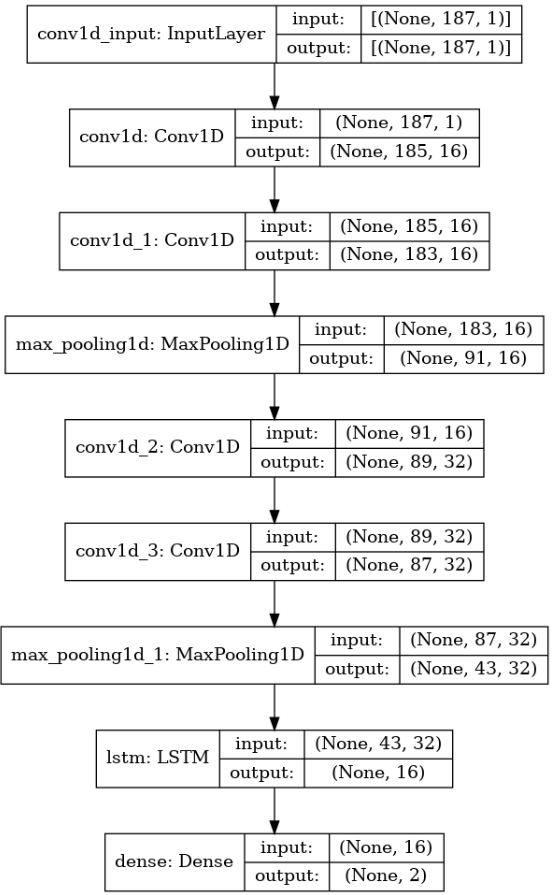 conv1d_input: InputLayer
input: [(None, 187, 1)]
output: [(None, 187, 1)]
conv1d: Conv1D
input: (None, 187, 1)
output: (None, 185, 16)
conv1d_1: Conv1D
input: (None, 185, 16)
output: (None, 183, 16)
max_pooling1d: MaxPooling1D
input: (None, 183, 16)
output: (None, 91, 16)
conv1d_2: Conv1D
input: (None, 91, 16)
output: (None, 89, 32)
conv1d_3: Conv1D
input: (None, 89, 32)
output: (None, 87, 32)
max_pooling1d_1: MaxPooling1D
input: (None, 87, 32)
output: (None, 43, 32)
lstm: LSTM
input: (None, 43, 32)
output: (None, 16)
dense: Dense
input: (None, 16)
output: (None, 2)